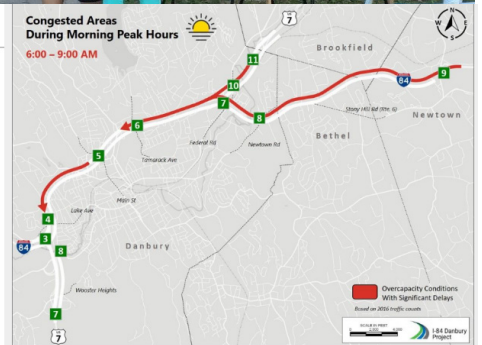 Congested Areas
During Morning Peak Hours
6:00 – 9:00 AM
US
7
N
W
E
S
Brookfield
11
10
84
9
7
8
Stony Hill Rd (Rte. 6)
Newtown
6
Bethel
Federal Rd
Newtown Rd
5
Tamarack Ave
Main St
Lake Ave
4
3
84
8
Danbury
Wooster Heights
7
US
7
Overcapacity Conditions
With Significant Delays
Based on 2016 traffic counts
I-84 Danbury
Project